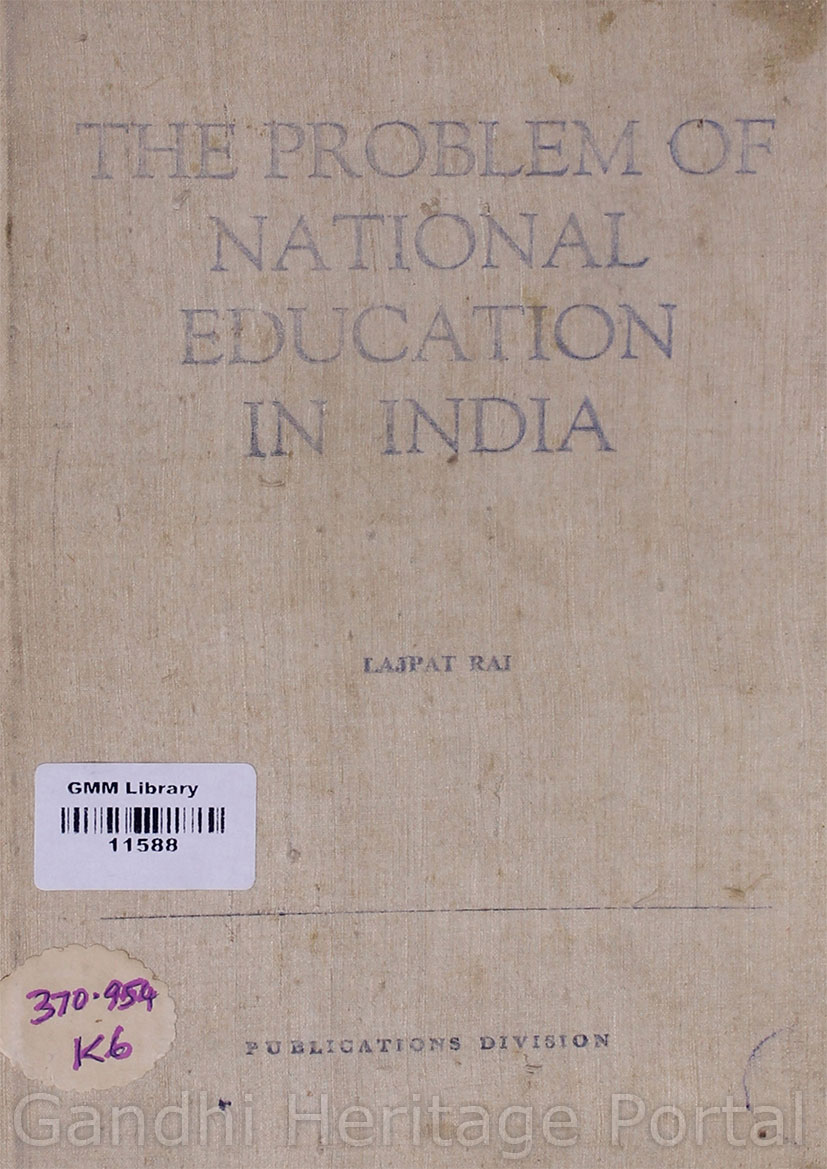 THE PROBLEM OF
NATIONAL
EDUCATION
IN INDIA
LAJPAT RAI
GMM Library
11588
370.954
K6
PUBLICATIONS DIVISION
Gandhi Heritage Portal